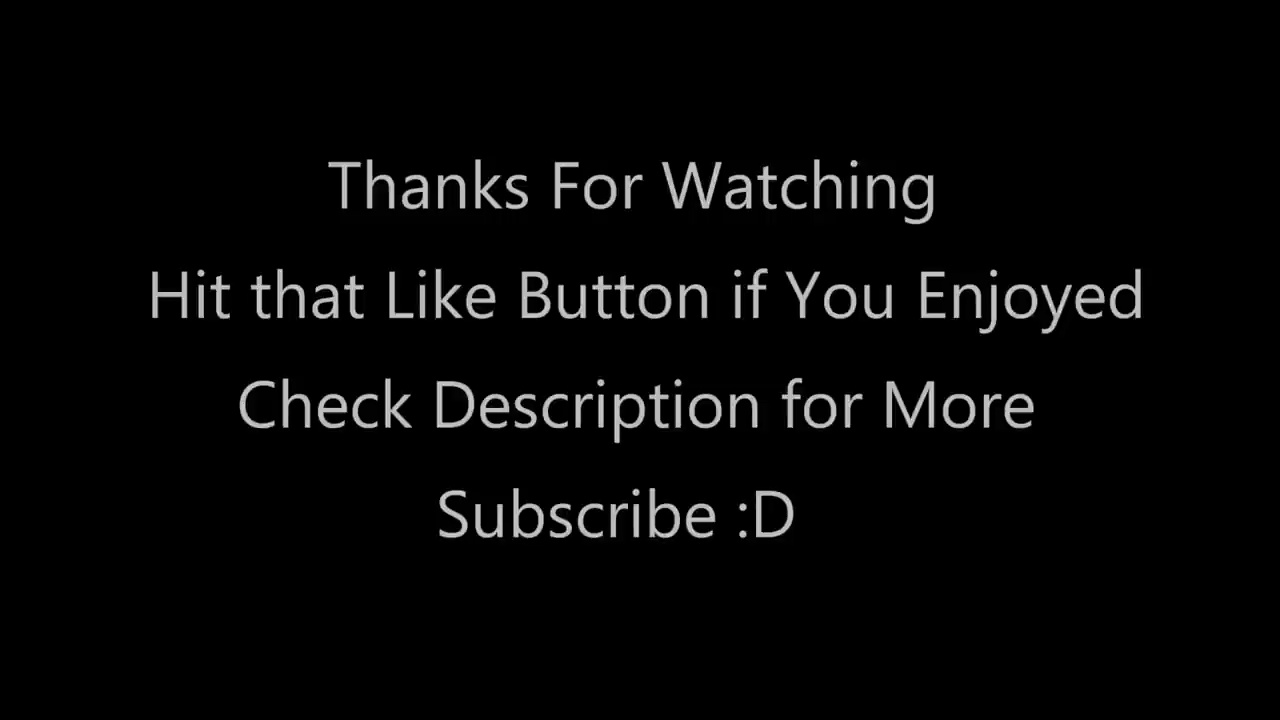 Thanks For Watching
Hit that Like Button if You Enjoyed
Check Description for More
Subscribe :D